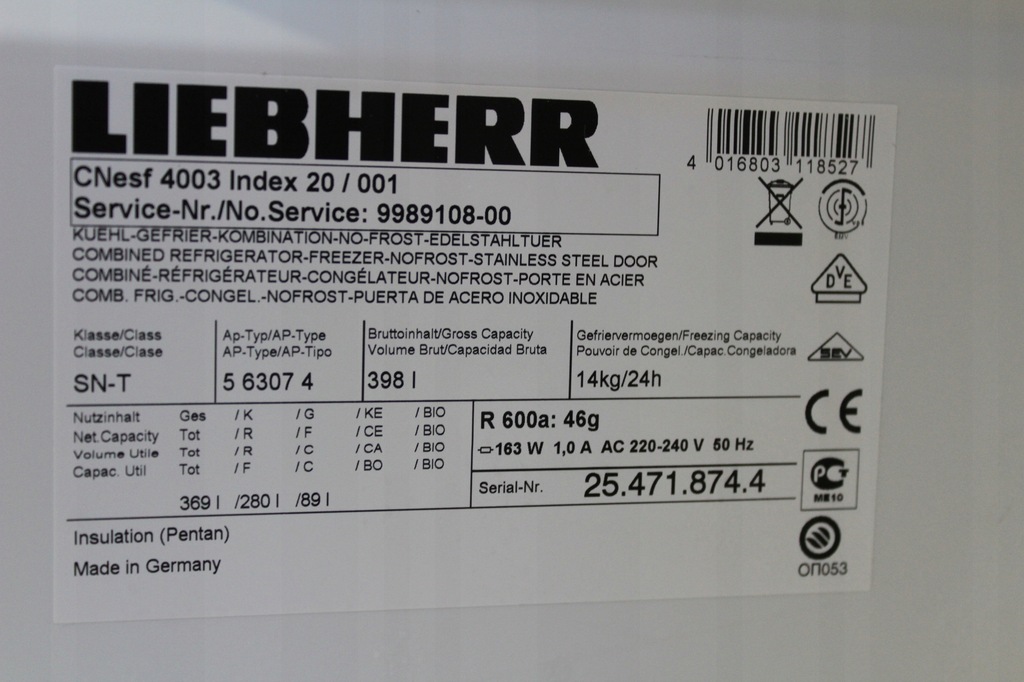 LIEBHERR
4 016803 118527
CNesf 4003 Index 20 / 001
Service-Nr./No.Service: 9989108-00
KUEHL-GEFRIER-KOMBINATION-NO-FROST-EDELSTAHLTUER
COMBINED REFRIGERATOR-FREEZER-NOFROST-STAINLESS STEEL DOOR
COMBINÉ-RÉFRIGÉRATEUR-CONGÉLATEUR-NOFROST-PORTE EN ACIER
COMB. FRIG.-CONGEL.-NOFROST-PUERTA DE ACERO INOXIDABLE
DVE
Klasse/Class
Classe/Clase
SN-T
Ap-Typ/AP-Type
AP-Type/AP-Tipo
5 6307 4
Bruttoinhalt/Gross Capacity
Volume Brut/Capacidad Bruta
398 l
Gefriervermoegen/Freezing Capacity
Pouvoir de Congel./Capac.Congeladora
14kg/24h
SEV
CE
Nutzinhalt Ges / K / G / KE / BIO
Net.Capacity Tot / R / F / CE / BIO
Volume Utile Tot / R / C / CA / BIO
Capac. Util Tot / F / C / BO / BIO
369 l /280 l /89 l
R 600a: 46g
163 W 1,0 A AC 220-240 V 50 Hz
Serial-Nr. 25.471.874.4
ME10
Insulation (Pentan)
Made in Germany
ОП053